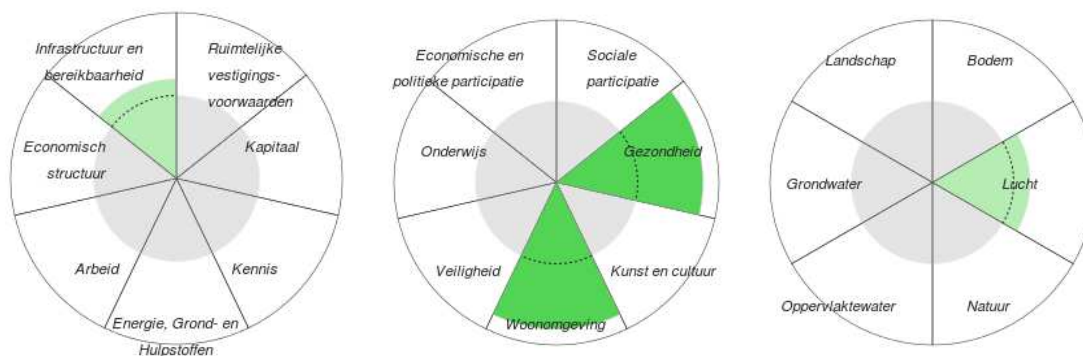 Infrastructuur en
bereikbaarheid
Ruimtelijke
vestigings-
voorwaarden
Economisch
structuur
Kapitaal
Arbeid
Kennis
Energie, Grond- en
Hulpstoffen
Economische en
politieke participatie
Sociale
participatie
Onderwijs
Gezondheid
Veiligheid
Kunst en cultuur
Woonomgeving
Landschap
Bodem
Grondwater
Lucht
Oppervlaktewater
Natuur